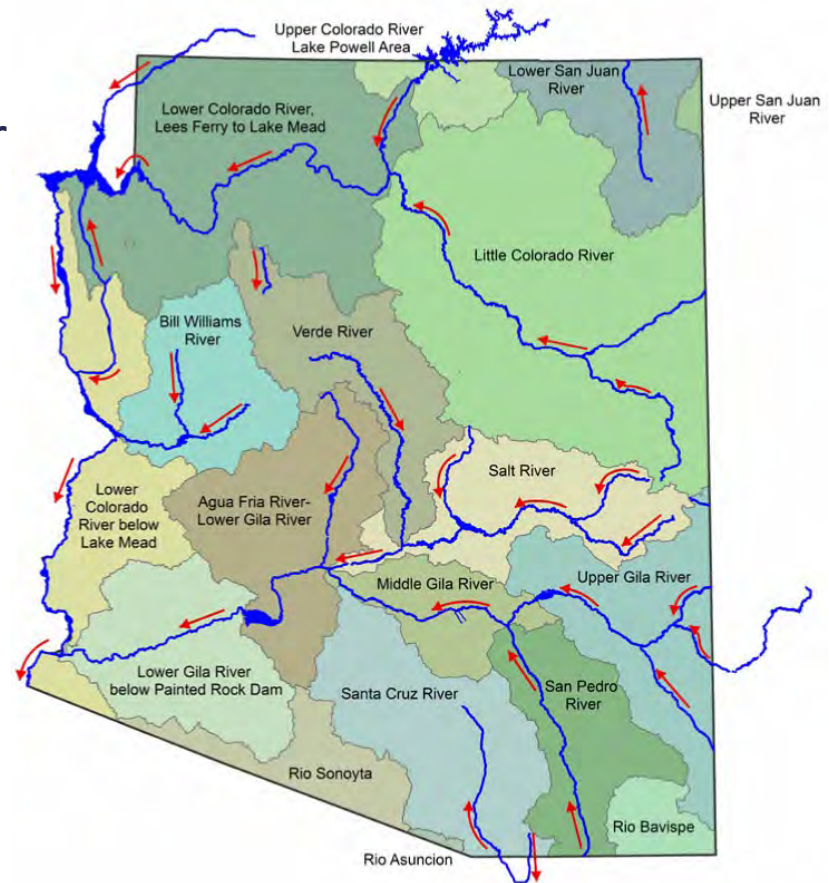 Upper Colorado River
Lake Powell Area
Lower San Juan
River
Upper San Juan
River
Lower Colorado River,
Lees Ferry to Lake Mead
Little Colorado River
Bill Williams
River
Verde River
Salt River
Lower
Colorado
River below
Lake Mead
Agua Fria River-
Lower Gila River
Middle Gila River
Upper Gila River
Lower Gila River
below Painted Rock Dam
Santa Cruz River
San Pedro
River
Rio Sonoyta
Rio Bavispe
Rio Asuncion